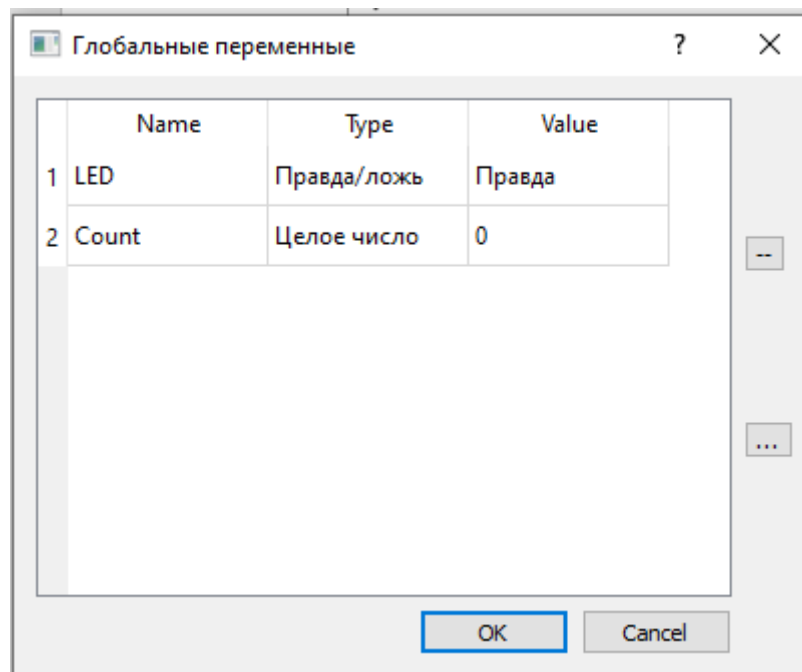 Глобальные переменные ?
Name Type Value
1 LED Правда/ложь Правда
2 Count Целое число 0
--
...
OK Cancel